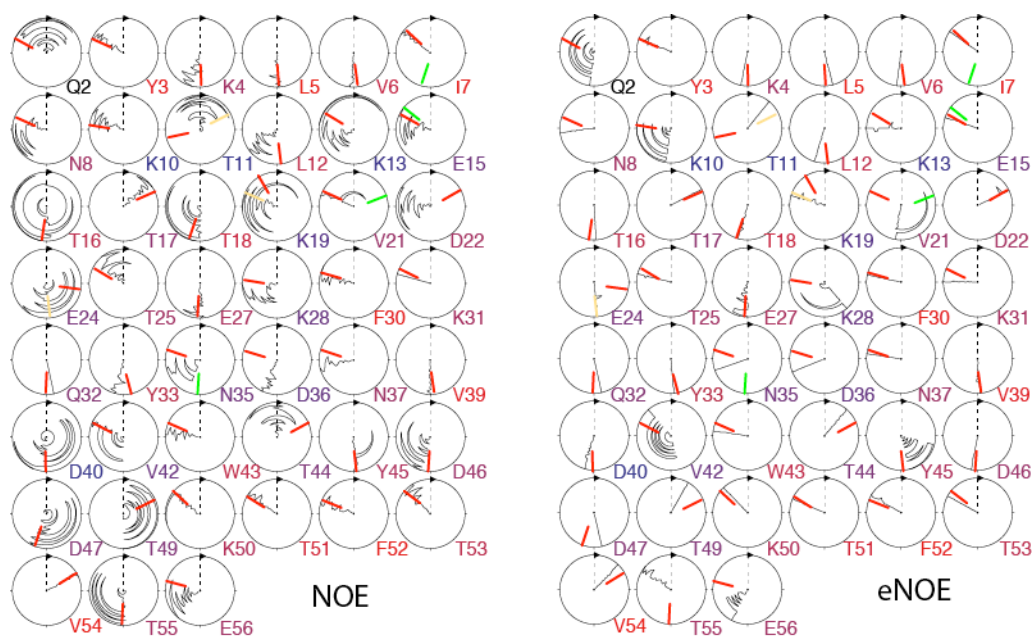 Q2 Y3 K4 L5 V6 I7
N8 K10 T11 L12 K13 E15
T16 T17 T18 K19 V21 D22
E24 T25 E27 K28 F30 K31
Q32 Y33 N35 D36 N37 V39
D40 V42 W43 T44 Y45 D46
D47 T49 K50 T51 F52 T53
V54 T55 E56
NOE
Q2 Y3 K4 L5 V6 I7
N8 K10 T11 L12 K13 E15
T16 T17 T18 K19 V21 D22
E24 T25 E27 K28 F30 K31
Q32 Y33 N35 D36 N37 V39
D40 V42 W43 T44 Y45 D46
D47 T49 K50 T51 F52 T53
V54 T55 E56
eNOE